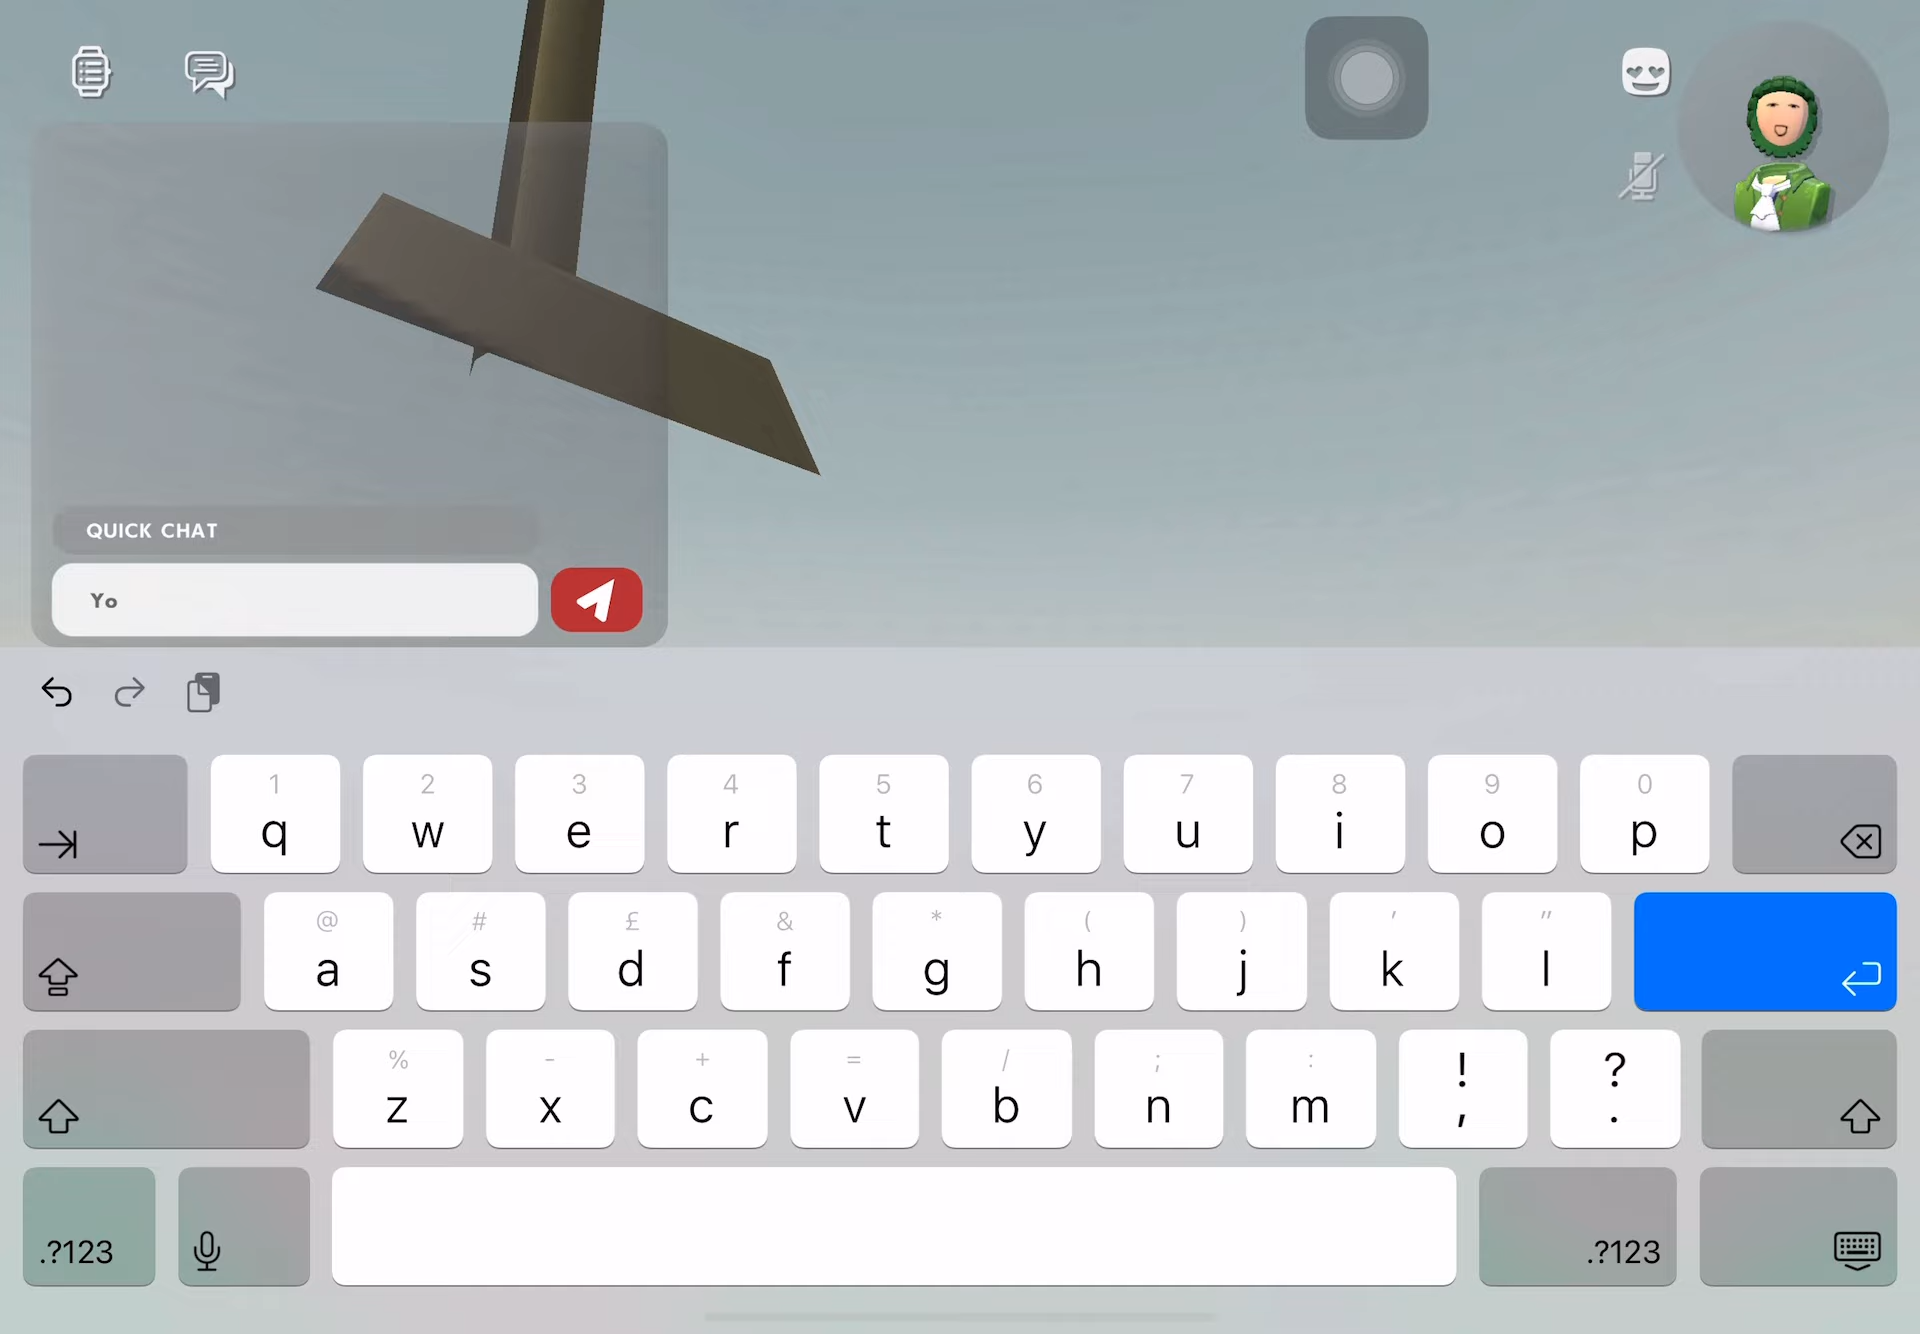 QUICK CHAT
Yo
1 2 3 4 5 6 7 8 9 0
q w e r t y u i o p
@ # £ & * ( ) ' "
a s d f g h j k l
% - + = / ; : ! ?
z x c v b n m , .
.?123 .?123